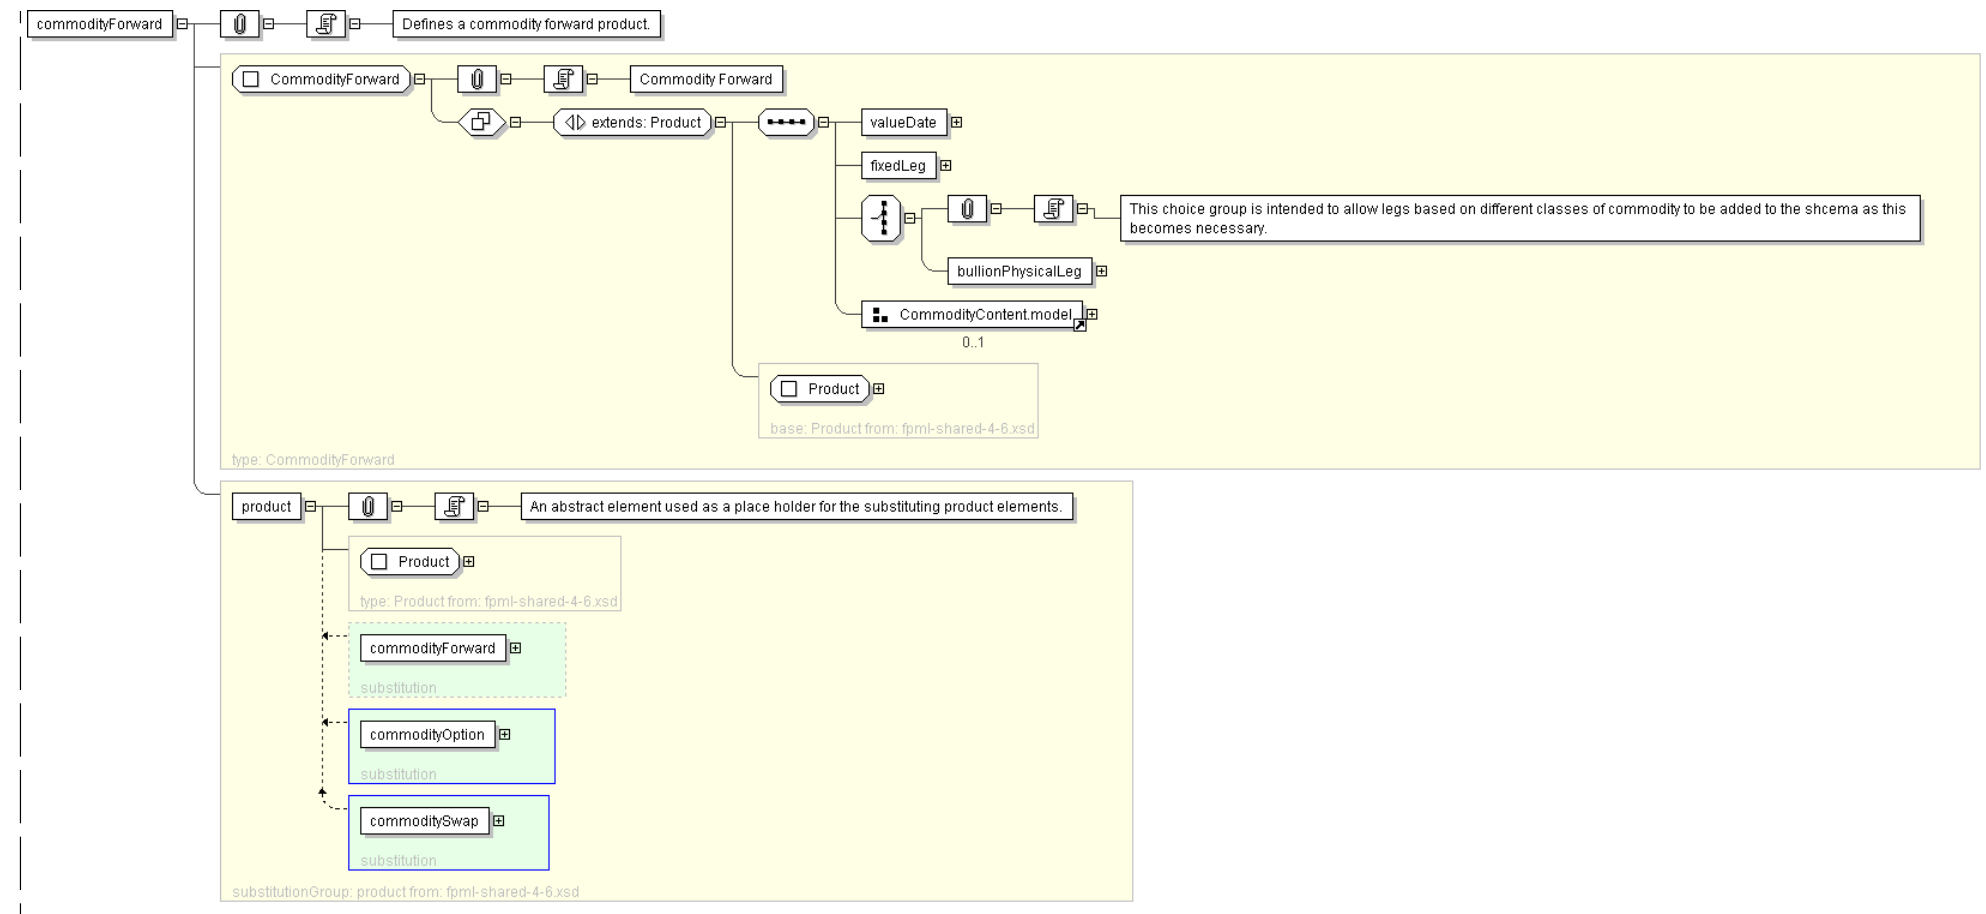 commodityForward
Defines a commodity forward product.
CommodityForward
Commodity Forward
extends: Product
valueDate
fixedLeg
This choice group is intended to allow legs based on different classes of commodity to be added to the shcema as this
becomes necessary.
bullionPhysicalLeg
CommodityContent.model
0..1
Product
base: Product from: fpml-shared-4-6.xsd
type: CommodityForward
product
An abstract element used as a place holder for the substituting product elements.
Product
type: Product from: fpml-shared-4-6.xsd
commodityForward
substitution
commodityOption
substitution
commoditySwap
substitution
substitutionGroup: product from: fpml-shared-4-6.xsd